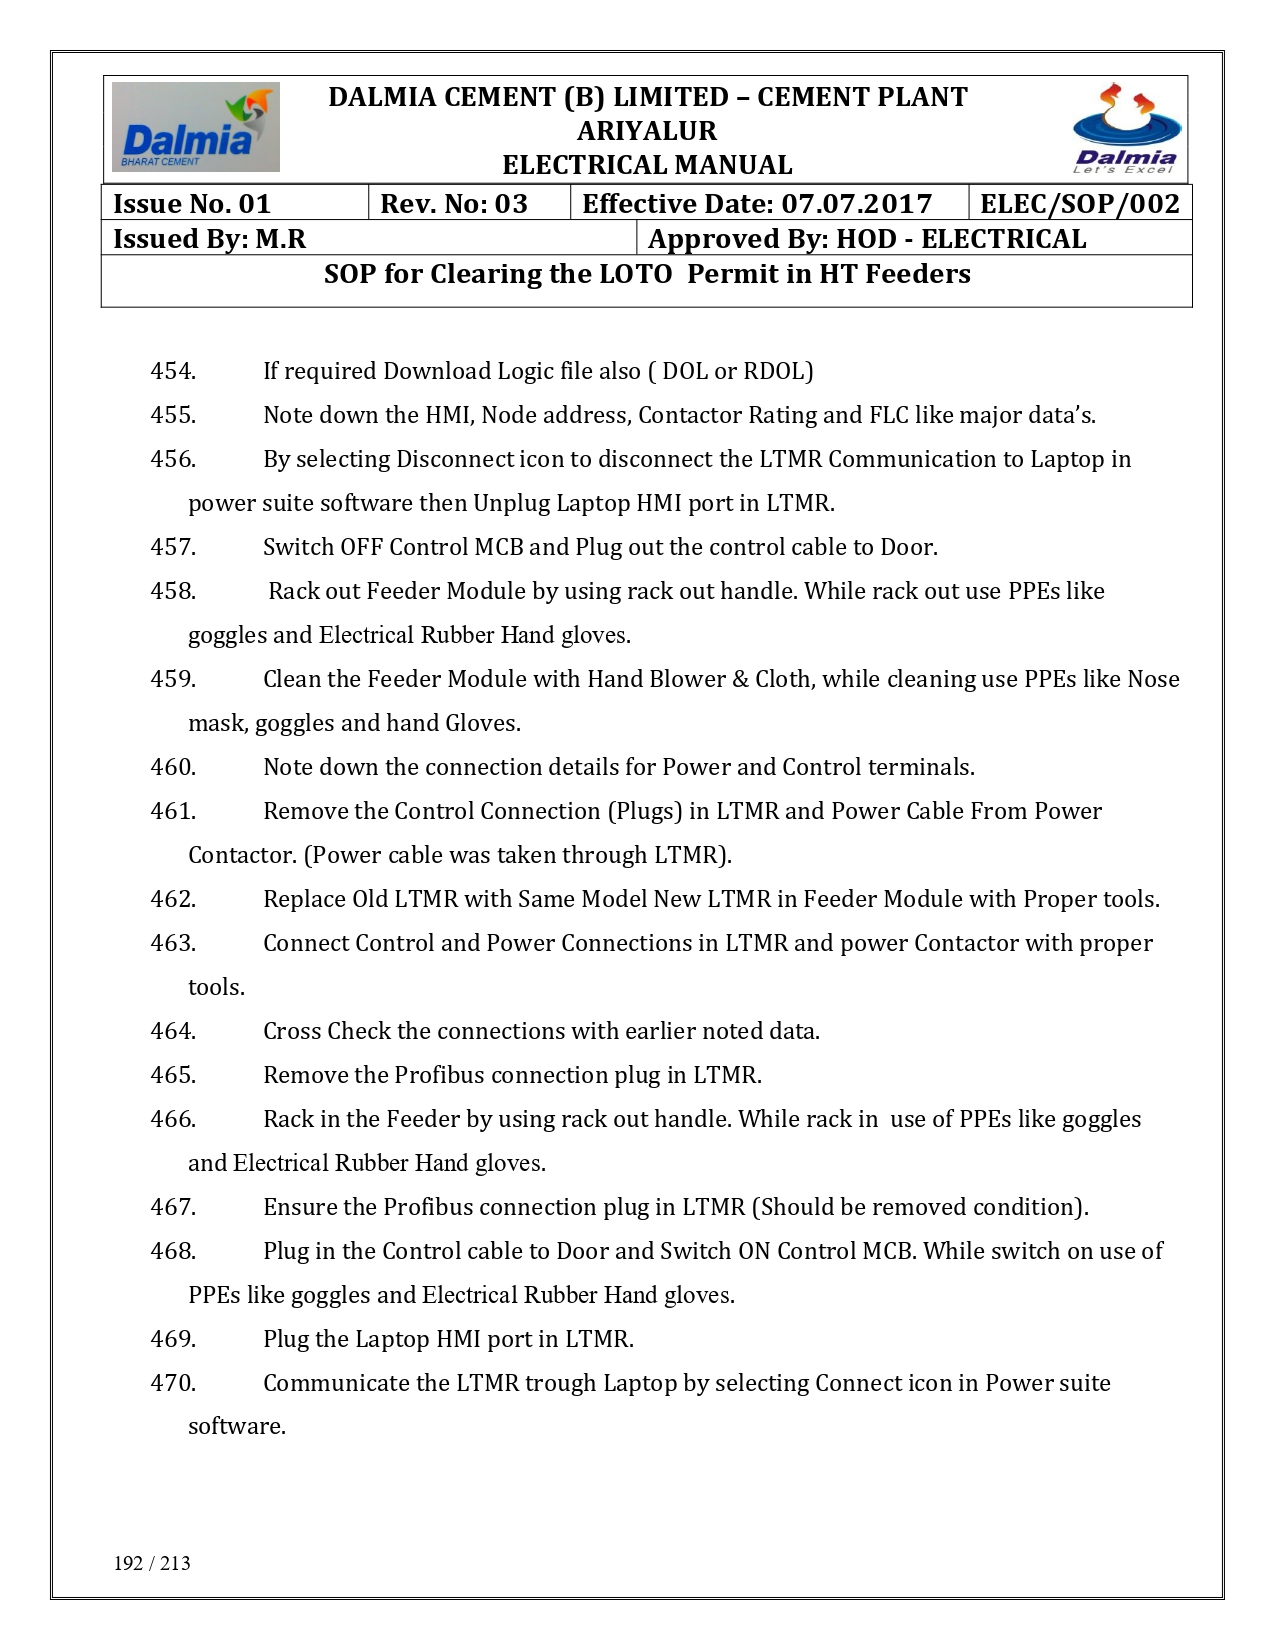 Dalmia
BHARAT CEMENT
DALMIA CEMENT (B) LIMITED – CEMENT PLANT
ARIYALUR
ELECTRICAL MANUAL
Dalmia
Let's Excel
Issue No. 01 Rev. No: 03 Effective Date: 07.07.2017 ELEC/SOP/002
Issued By: M.R Approved By: HOD - ELECTRICAL
SOP for Clearing the LOTO  Permit in HT Feeders
454. If required Download Logic file also ( DOL or RDOL)
455. Note down the HMI, Node address, Contactor Rating and FLC like major data’s.
456. By selecting Disconnect icon to disconnect the LTMR Communication to Laptop in
power suite software then Unplug Laptop HMI port in LTMR.
457. Switch OFF Control MCB and Plug out the control cable to Door.
458. Rack out Feeder Module by using rack out handle. While rack out use PPEs like
goggles and Electrical Rubber Hand gloves.
459. Clean the Feeder Module with Hand Blower & Cloth, while cleaning use PPEs like Nose
mask, goggles and hand Gloves.
460. Note down the connection details for Power and Control terminals.
461. Remove the Control Connection (Plugs) in LTMR and Power Cable From Power
Contactor. (Power cable was taken through LTMR).
462. Replace Old LTMR with Same Model New LTMR in Feeder Module with Proper tools.
463. Connect Control and Power Connections in LTMR and power Contactor with proper
tools.
464. Cross Check the connections with earlier noted data.
465. Remove the Profibus connection plug in LTMR.
466. Rack in the Feeder by using rack out handle. While rack in  use of PPEs like goggles
and Electrical Rubber Hand gloves.
467. Ensure the Profibus connection plug in LTMR (Should be removed condition).
468. Plug in the Control cable to Door and Switch ON Control MCB. While switch on use of
PPEs like goggles and Electrical Rubber Hand gloves.
469. Plug the Laptop HMI port in LTMR.
470. Communicate the LTMR trough Laptop by selecting Connect icon in Power suite
software.
192 / 213